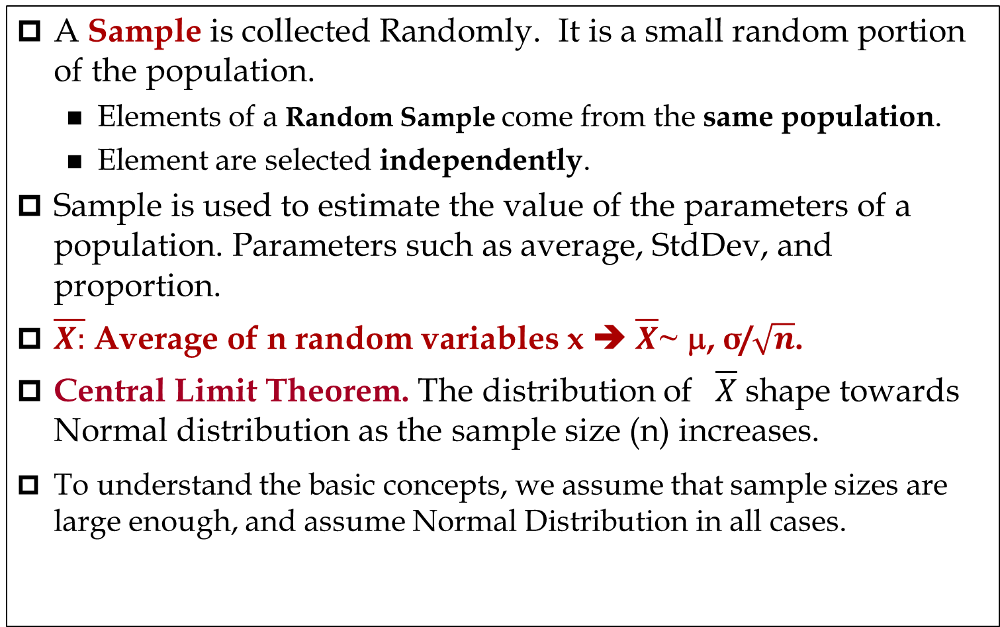 A Sample is collected Randomly.  It is a small random portion
of the population.
Elements of a Random Sample come from the same population.
Element are selected independently.
Sample is used to estimate the value of the parameters of a
population. Parameters such as average, StdDev, and
proportion.
X̅: Average of n random variables x 🡺 X̅~ μ, σ/√n.
Central Limit Theorem. The distribution of X̅ shape towards
Normal distribution as the sample size (n) increases.
To understand the basic concepts, we assume that sample sizes are
large enough, and assume Normal Distribution in all cases.